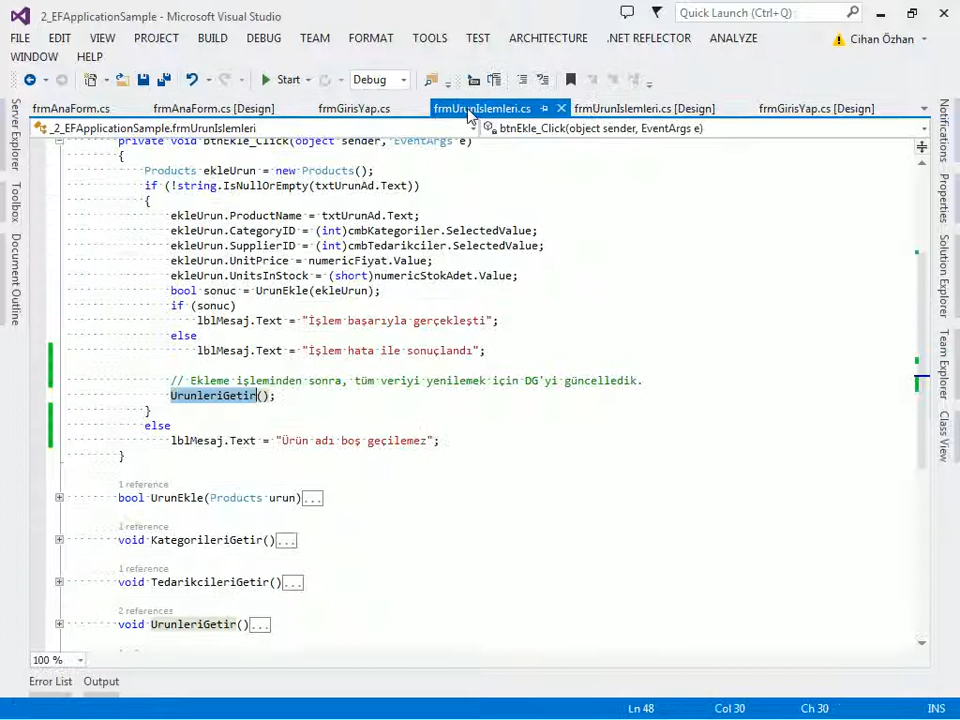 2_EFApplicationSample - Microsoft Visual Studio
Quick Launch (Ctrl+Q)
FILE EDIT VIEW PROJECT BUILD DEBUG TEAM FORMAT TOOLS TEST ARCHITECTURE .NET REFLECTOR ANALYZE
Cihan Özhan
WINDOW HELP
Start
Debug
frmAnaForm.cs frmAnaForm.cs [Design] frmGirisYap.cs frmUrunIslemleri.cs frmUrunIslemleri.cs [Design] frmGirisYap.cs [Design]
_2_EFApplicationSample.frmUrunIslemleri
btnEkle_Click(object sender, EventArgs e)
private void btnEkle_Click(object sender, EventArgs e)
{
Products ekleUrun = new Products();
if (!string.IsNullOrEmpty(txtUrunAd.Text))
{
ekleUrun.ProductName = txtUrunAd.Text;
ekleUrun.CategoryID = (int)cmbKategoriler.SelectedValue;
ekleUrun.SupplierID = (int)cmbTedarikciler.SelectedValue;
ekleUrun.UnitPrice = numericFiyat.Value;
ekleUrun.UnitsInStock = (short)numericStokAdet.Value;
bool sonuc = UrunEkle(ekleUrun);
if (sonuc)
lblMesaj.Text = "İşlem başarıyla gerçekleşti";
else
lblMesaj.Text = "İşlem hata ile sonuçlandı";
// Ekleme işleminden sonra, tüm veriyi yenilemek için DG'yi güncelledik.
UrunleriGetir();
}
else
lblMesaj.Text = "Ürün adı boş geçilemez";
}
1 reference
bool UrunEkle(Products urun)...
1 reference
void KategorileriGetir()...
1 reference
void TedarikcileriGetir()...
2 references
void UrunleriGetir()...
100 %
Error List Output
Ln 48 Col 30 Ch 30 INS
Server Explorer
Toolbox
Document Outline
Notifications
Properties
Solution Explorer
Team Explorer
Class View